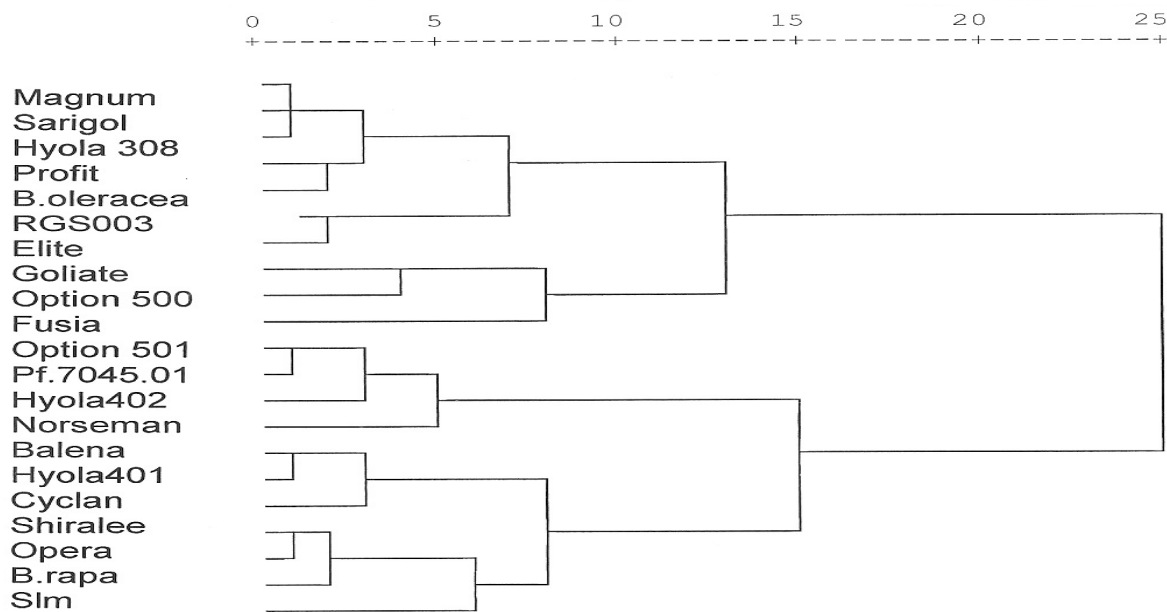 0 5 10 15 20 25
Magnum
Sarigol
Hyola 308
Profit
B.oleracea
RGS003
Elite
Goliate
Option 500
Fusia
Option 501
Pf.7045.01
Hyola402
Norseman
Balena
Hyola401
Cyclan
Shiralee
Opera
B.rapa
Slm